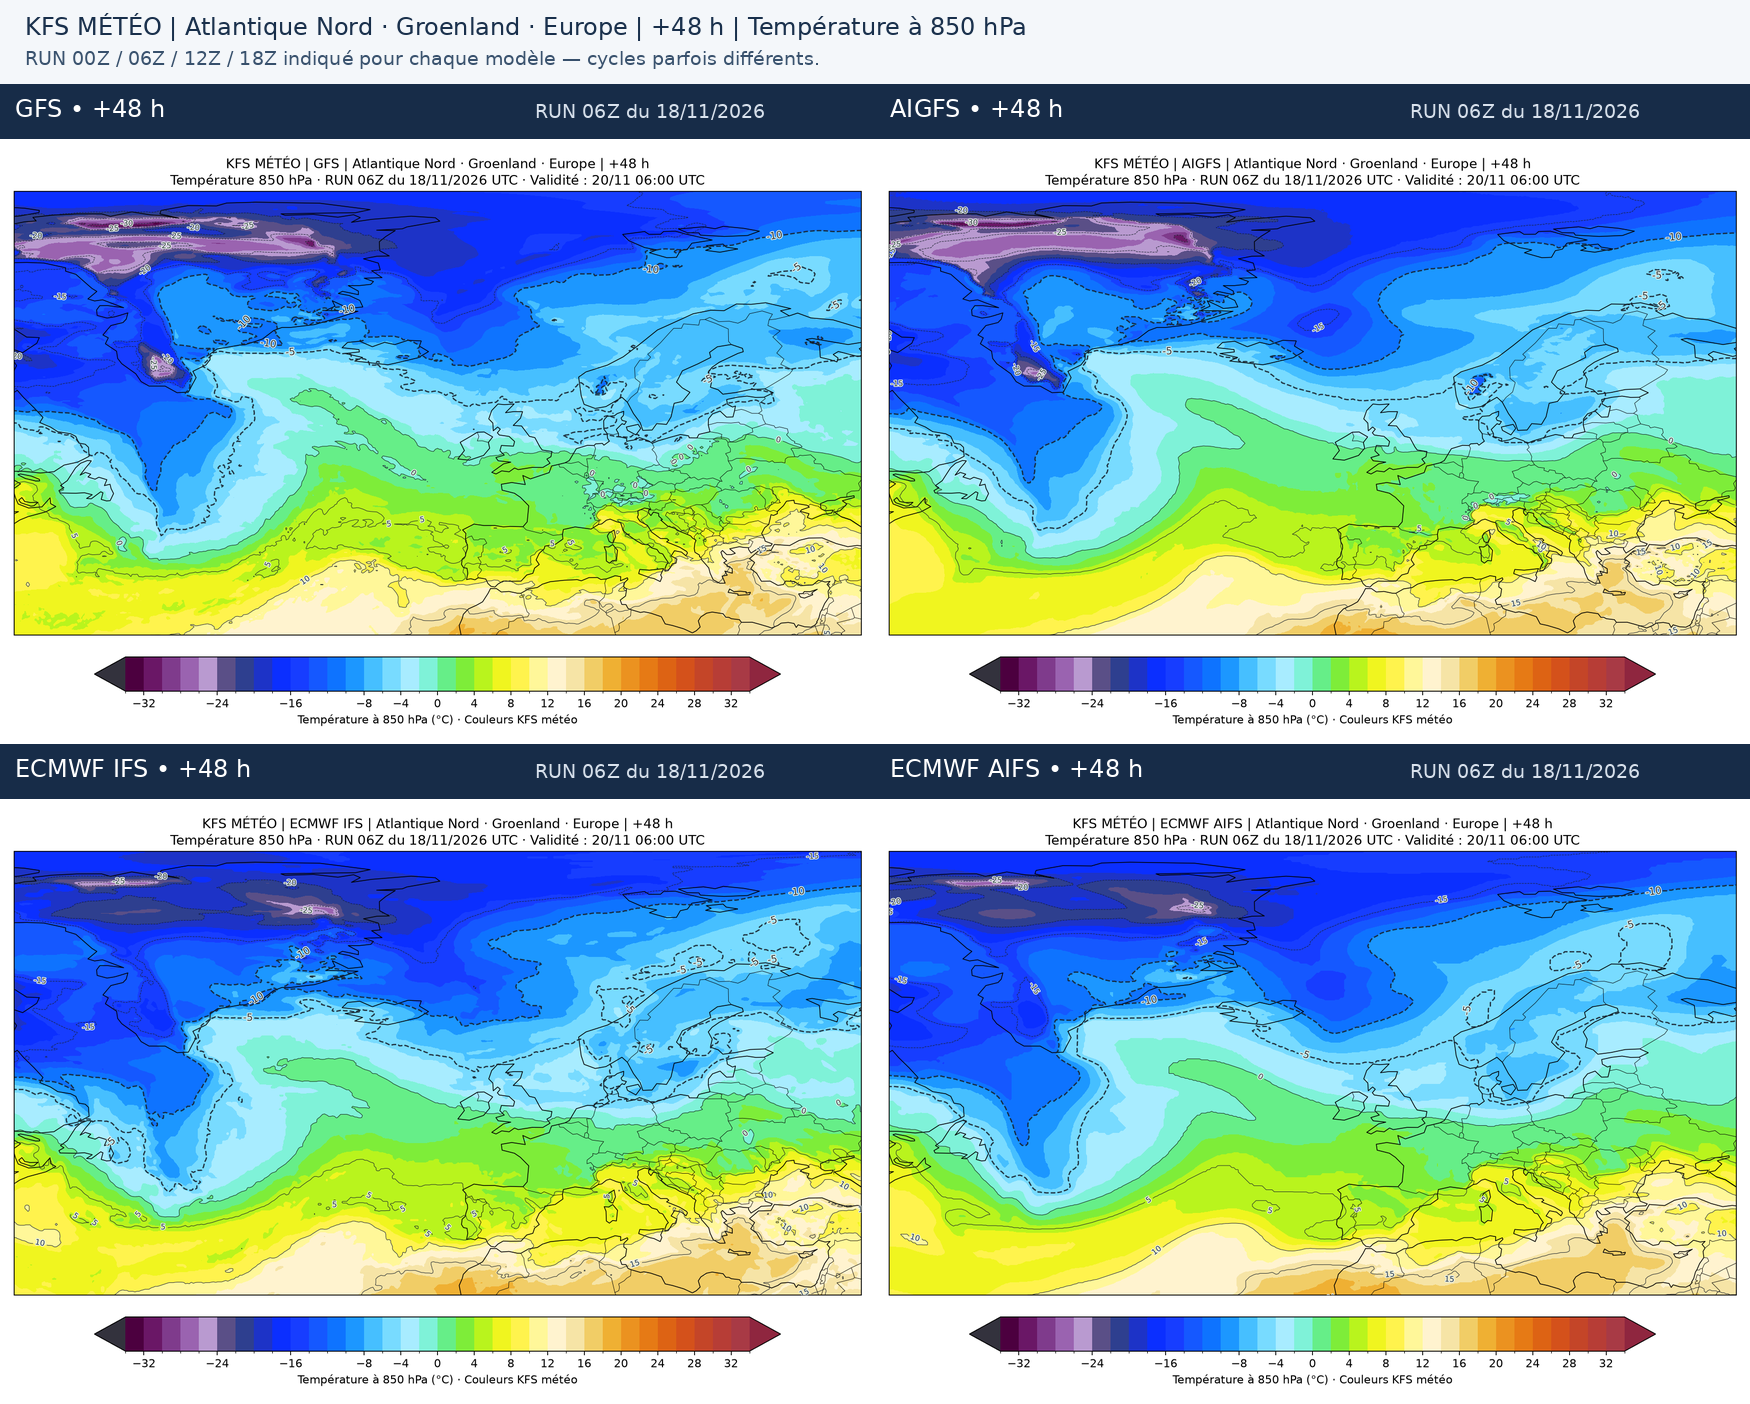 KFS MÉTÉO | Atlantique Nord · Groenland · Europe | +48 h | Température à 850 hPa
RUN 00Z / 06Z / 12Z / 18Z indiqué pour chaque modèle — cycles parfois différents.
GFS • +48 h
RUN 06Z du 18/11/2026
AIGFS • +48 h
RUN 06Z du 18/11/2026
KFS MÉTÉO | GFS | Atlantique Nord · Groenland · Europe | +48 h
Température 850 hPa · RUN 06Z du 18/11/2026 UTC · Validité : 20/11 06:00 UTC
KFS MÉTÉO | AIGFS | Atlantique Nord · Groenland · Europe | +48 h
Température 850 hPa · RUN 06Z du 18/11/2026 UTC · Validité : 20/11 06:00 UTC
−32 −24 −16 −8 −4 0 4 8 12 16 20 24 28 32
Température à 850 hPa (°C) · Couleurs KFS météo
−32 −24 −16 −8 −4 0 4 8 12 16 20 24 28 32
Température à 850 hPa (°C) · Couleurs KFS météo
ECMWF IFS • +48 h
RUN 06Z du 18/11/2026
ECMWF AIFS • +48 h
RUN 06Z du 18/11/2026
KFS MÉTÉO | ECMWF IFS | Atlantique Nord · Groenland · Europe | +48 h
Température 850 hPa · RUN 06Z du 18/11/2026 UTC · Validité : 20/11 06:00 UTC
KFS MÉTÉO | ECMWF AIFS | Atlantique Nord · Groenland · Europe | +48 h
Température 850 hPa · RUN 06Z du 18/11/2026 UTC · Validité : 20/11 06:00 UTC
−32 −24 −16 −8 −4 0 4 8 12 16 20 24 28 32
Température à 850 hPa (°C) · Couleurs KFS météo
−32 −24 −16 −8 −4 0 4 8 12 16 20 24 28 32
Température à 850 hPa (°C) · Couleurs KFS météo